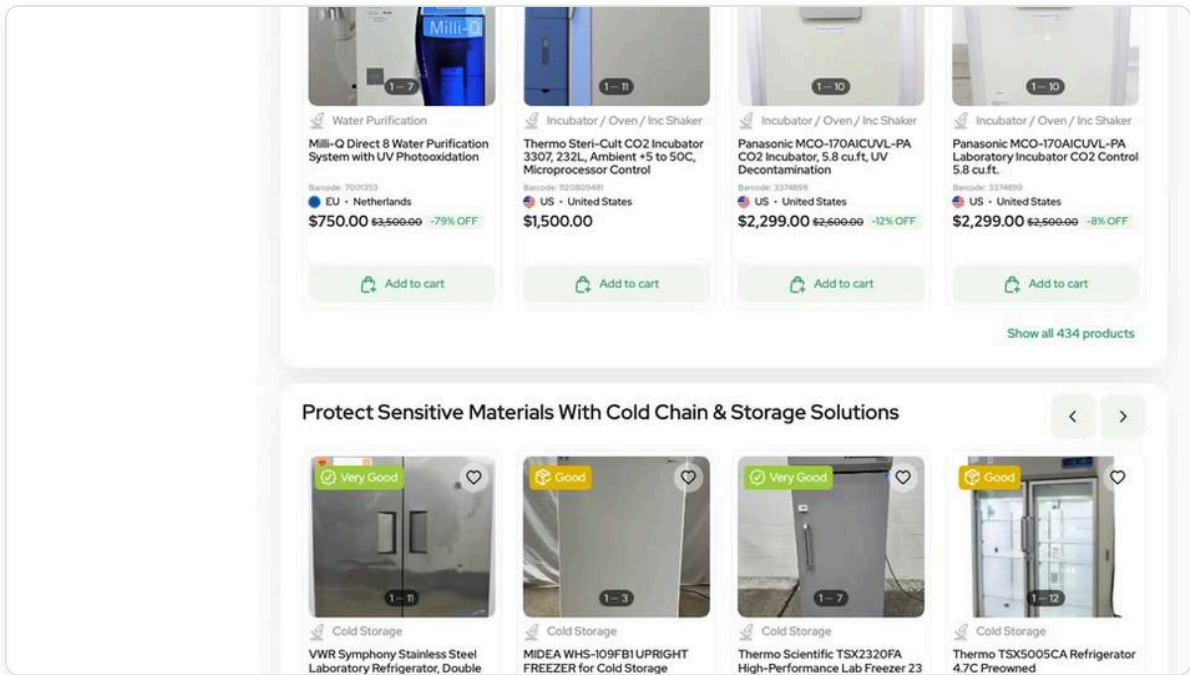 Milli-Q
1 — 7
1 — 11
1 — 10
1 — 10
Water Purification
Milli-Q Direct 8 Water Purification
System with UV Photooxidation
Barcode: 7001353
EU • Netherlands
$750.00 $3,500.00 -79% OFF
Add to cart
Incubator / Oven / Inc Shaker
Thermo Steri-Cult CO2 Incubator
3307, 232L, Ambient +5 to 50C,
Microprocessor Control
Barcode: 1120809481
US • United States
$1,500.00
Add to cart
Incubator / Oven / Inc Shaker
Panasonic MCO-170AICUVL-PA
CO2 Incubator, 5.8 cu.ft, UV
Decontamination
Barcode: 3374898
US • United States
$2,299.00 $2,600.00 -12% OFF
Add to cart
Incubator / Oven / Inc Shaker
Panasonic MCO-170AICUVL-PA
Laboratory Incubator CO2 Control
5.8 cu.ft.
Barcode: 3374899
US • United States
$2,299.00 $2,500.00 -8% OFF
Add to cart
Show all 434 products
Protect Sensitive Materials With Cold Chain & Storage Solutions
Very Good
1 — 11
Cold Storage
VWR Symphony Stainless Steel
Laboratory Refrigerator, Double
Good
1 — 3
Cold Storage
MIDEA WHS-109FB1 UPRIGHT
FREEZER for Cold Storage
Very Good
1 — 7
Cold Storage
Thermo Scientific TSX2320FA
High-Performance Lab Freezer 23
Good
1 — 12
Cold Storage
Thermo TSX5005CA Refrigerator
4.7C Preowned